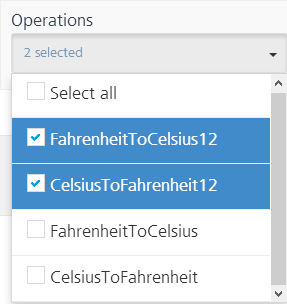 Operations
2 selected
Select all
FahrenheitToCelsius12
CelsiusToFahrenheit12
FahrenheitToCelsius
CelsiusToFahrenheit